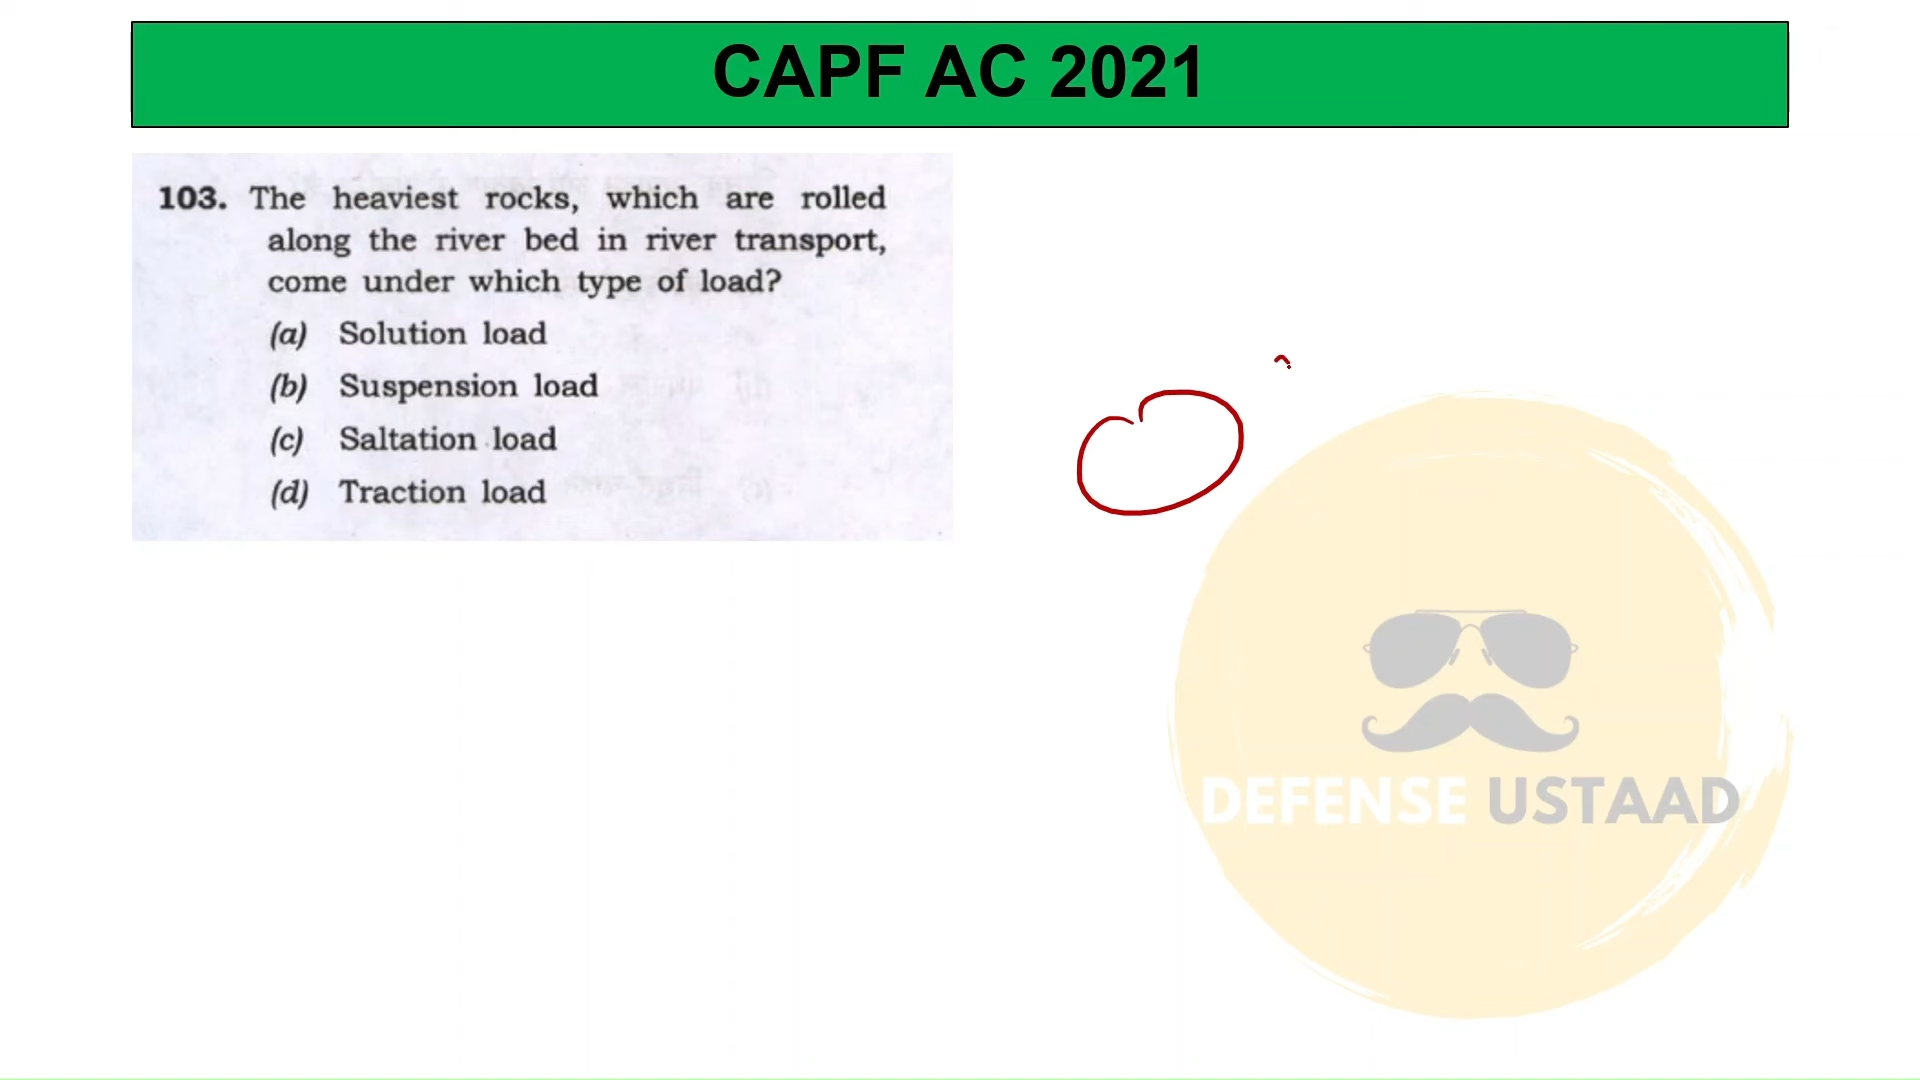 CAPF AC 2021
103. The heaviest rocks, which are rolled
along the river bed in river transport,
come under which type of load?
(a) Solution load
(b) Suspension load
(c) Saltation load
(d) Traction load
DEFENSE USTAAD